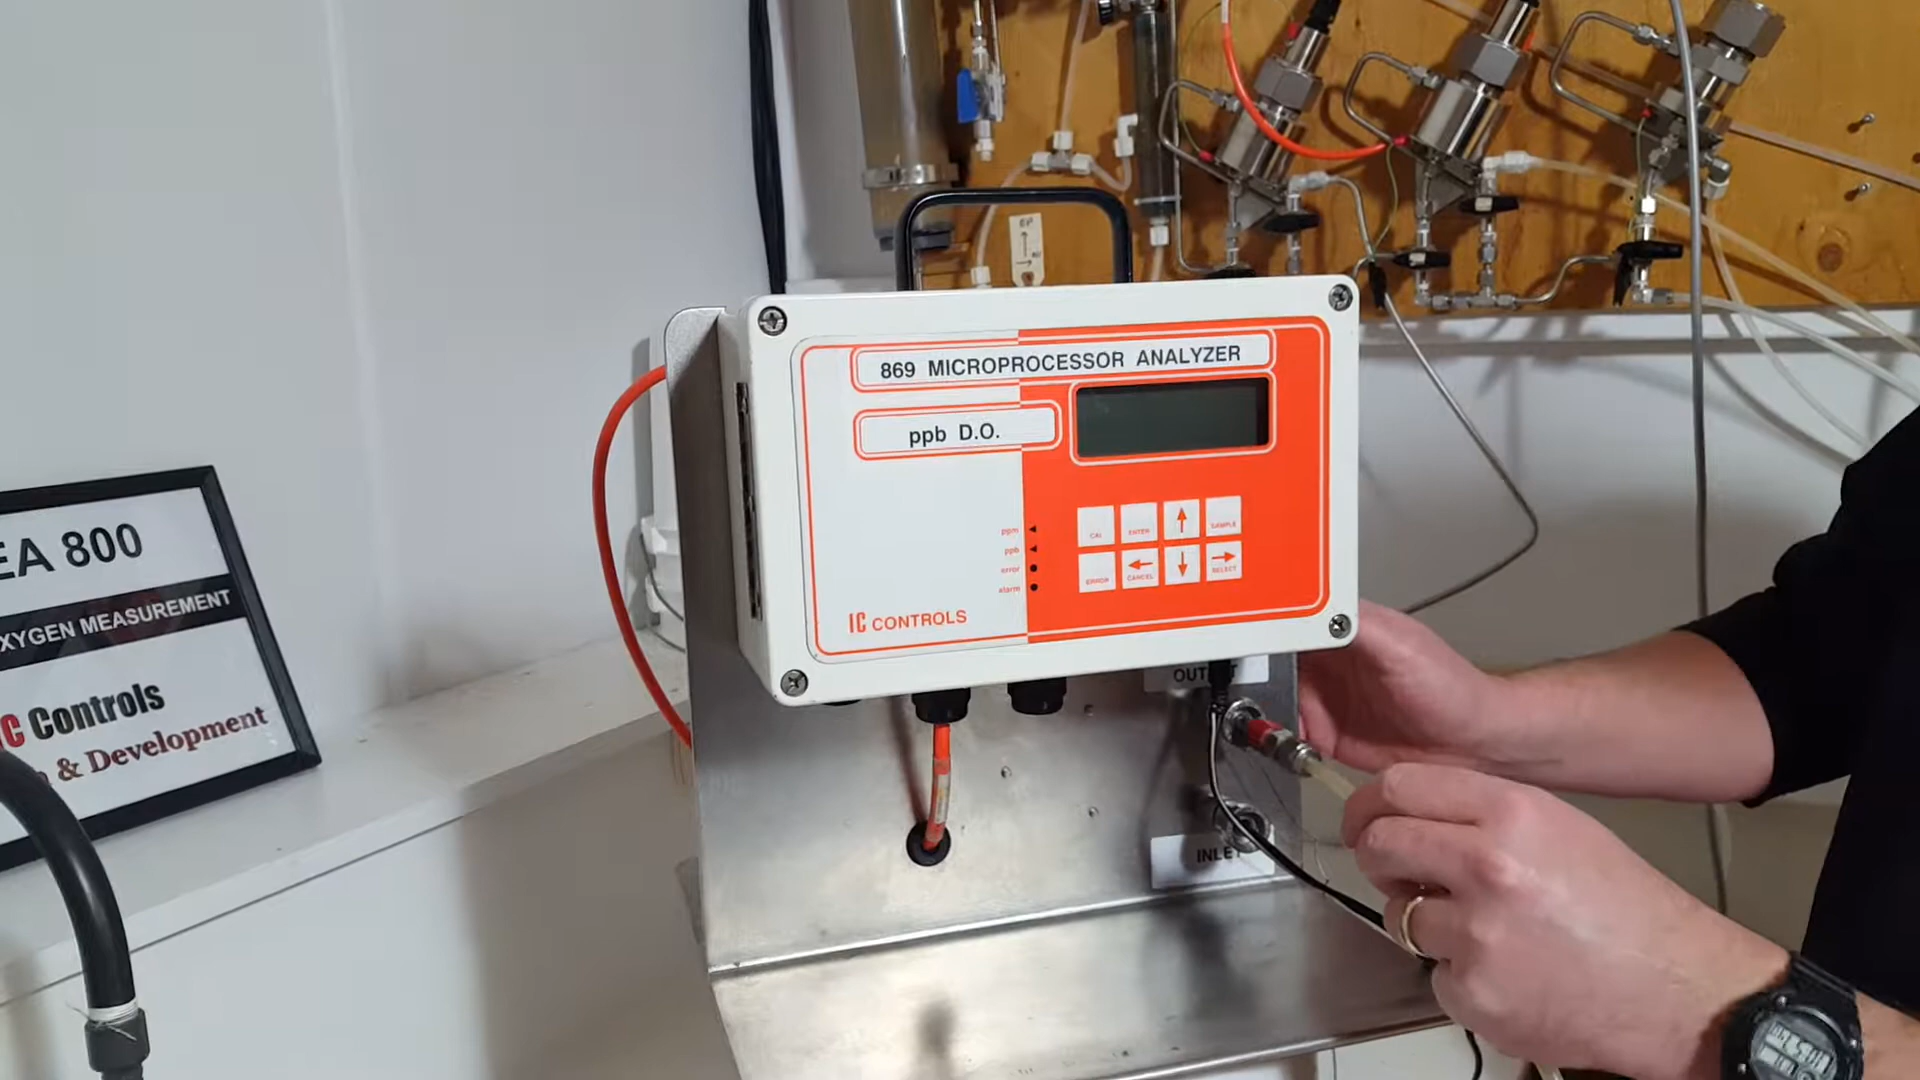 869 MICROPROCESSOR ANALYZER
ppb D.O.
ppm
ppb
error
alarm
CAL
ENTER
SAMPLE
ERROR
CANCEL
SELECT
IC CONTROLS
INLET
EA 800
XYGEN MEASUREMENT
IC Controls
& Development